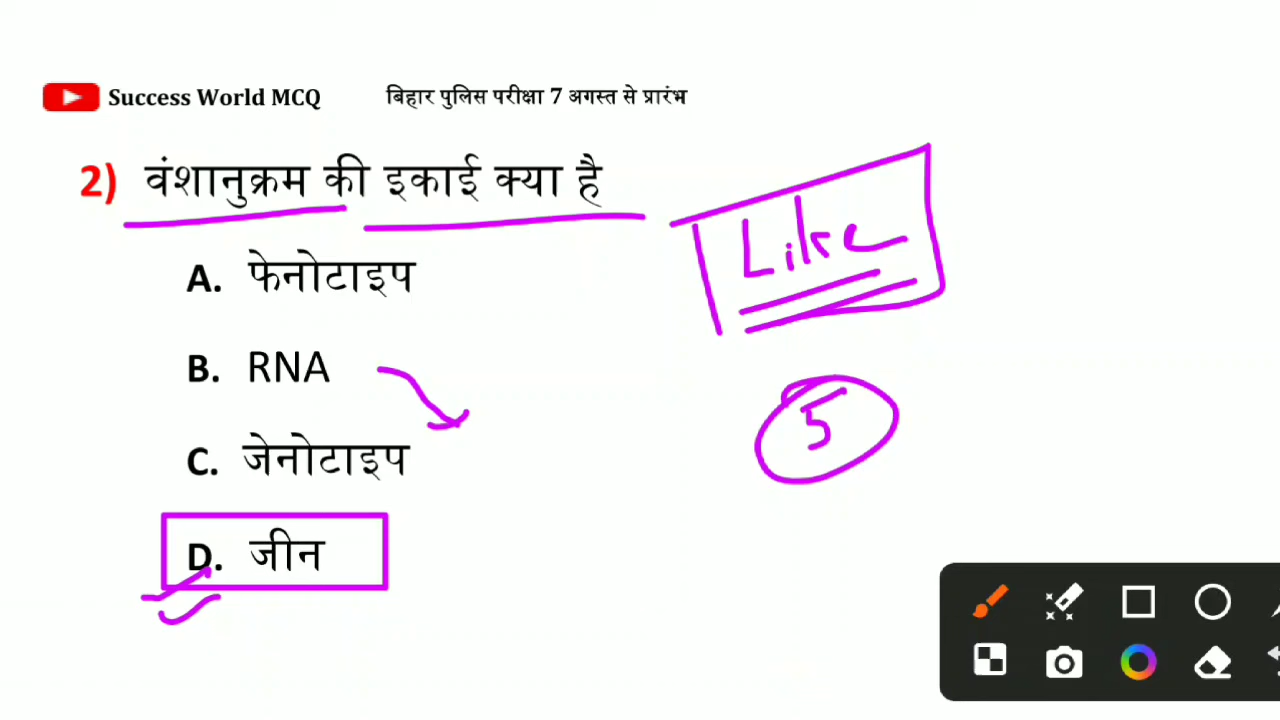 Success World MCQ बिहार पुलिस परीक्षा 7 अगस्त से प्रारंभ
2) वंशानुक्रम की इकाई क्या है
Like
A. फेनोटाइप
B. RNA
5
C. जेनोटाइप
D. जीन